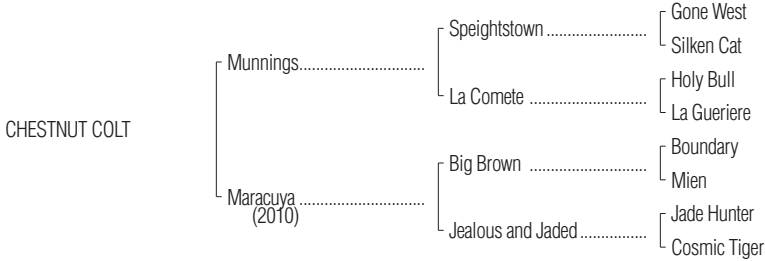 Gone West
Speightstown ........................
Silken Cat
Munnings..............................
Holy Bull
La Comete ............................
La Gueriere
CHESTNUT COLT
Boundary
Big Brown ............................
Mien
Maracuya ..............................
(2010)
Jade Hunter
Jealous and Jaded ................
Cosmic Tiger